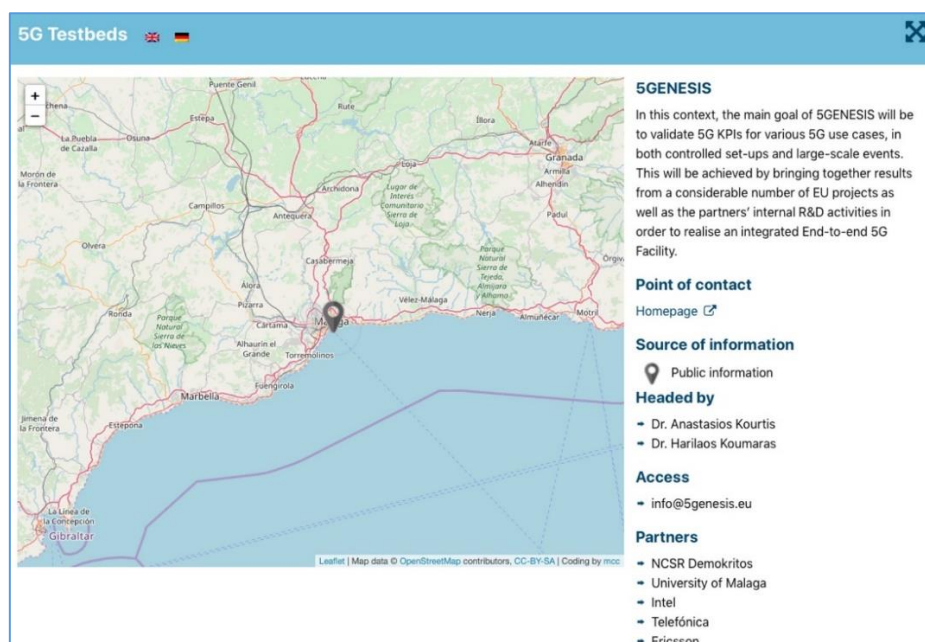 5G Testbeds
+
−
Puente Genil
Rute
Estepa
Íllora
La Puebla
de Cazalla
Osuna
Loja
Atarfe
Granada
Armilla
Alhendín
Morón de
la Frontera
Archidona
Lugar de
Interes
Comunitario
Sierra de
Loja
Campillos
Antequera
Padul
Olvera
Casabermeja
Parque
Natural
Sierra de
Tejeda,
Almijara
y Alhama
Álora
Pizarra
Ronda
Parque
Natural
Sierra de
las Nieves
Cártama
Vélez-Málaga
Nerja
Almuñécar
Motril
Alhaurín el
Grande
Torremolinos
Fuengirola
Marbella
Jimena de
la Frontera
Estepona
La Línea de
la Concepción
Gibraltar
Leaflet | Map data © OpenStreetMap contributors, CC-BY-SA | Coding by mcc
5GENESIS
In this context, the main goal of 5GENESIS will be
to validate 5G KPIs for various 5G use cases, in
both controlled set-ups and large-scale events.
This will be achieved by bringing together results
from a considerable number of EU projects as
well as the partners' internal R&D activities in
order to realise an integrated End-to-end 5G
Facility.
Point of contact
Homepage
Source of information
Public information
Headed by
Dr. Anastasios Kourtis
Dr. Harilaos Koumaras
Access
info@5genesis.eu
Partners
NCSR Demokritos
University of Malaga
Intel
Telefónica
Ericsson